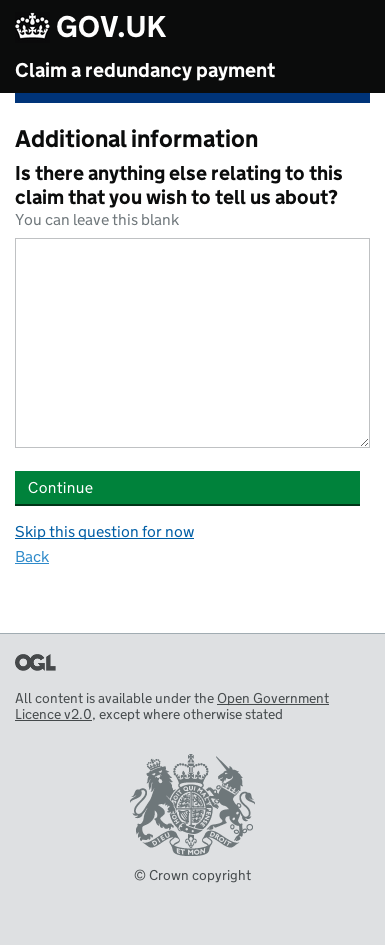 GOV.UK
Claim a redundancy payment
Additional information
Is there anything else relating to this
claim that you wish to tell us about?
You can leave this blank
Continue
Skip this question for now
Back
OGL
All content is available under the Open Government
Licence v2.0, except where otherwise stated
DIEU ET MON DROIT
© Crown copyright